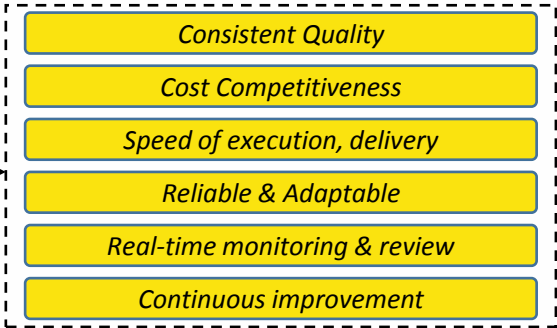 Consistent Quality
Cost Competitiveness
Speed of execution, delivery
Reliable & Adaptable
Real-time monitoring & review
Continuous improvement